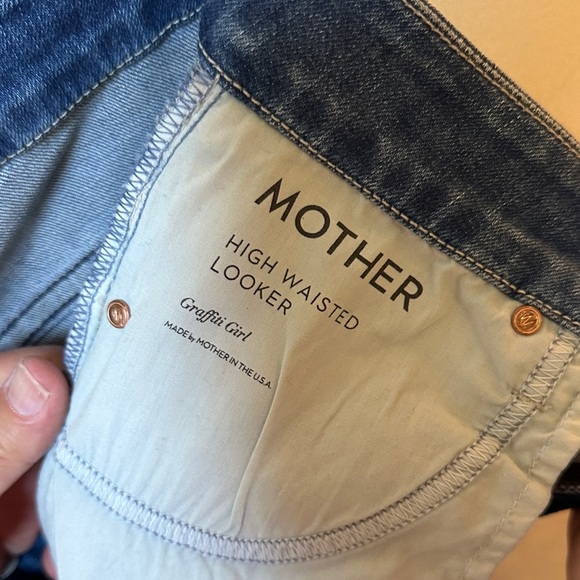 MOTHER
HIGH WAISTED
LOOKER
Graffiti Girl
MADE by MOTHER IN THE U.S.A.